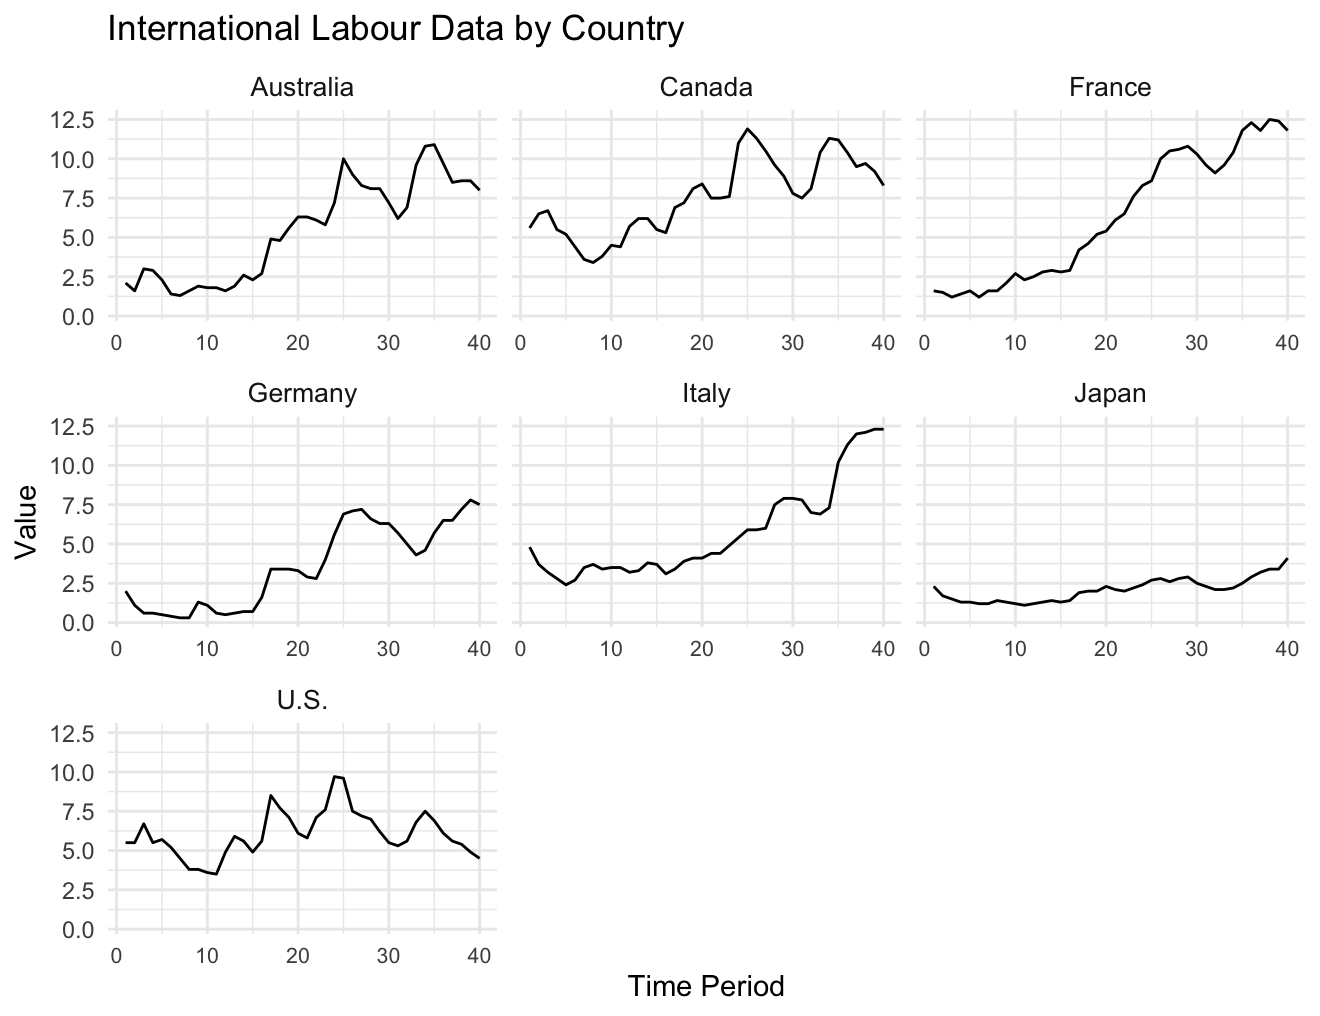 International Labour Data by Country
Australia Canada France
12.5
10.0
7.5
5.0
2.5
0.0
0 10 20 30 40 0 10 20 30 40 0 10 20 30 40
Germany Italy Japan
12.5
10.0
7.5
5.0
2.5
0.0
0 10 20 30 40 0 10 20 30 40 0 10 20 30 40
Value
U.S.
12.5
10.0
7.5
5.0
2.5
0.0
0 10 20 30 40
Time Period